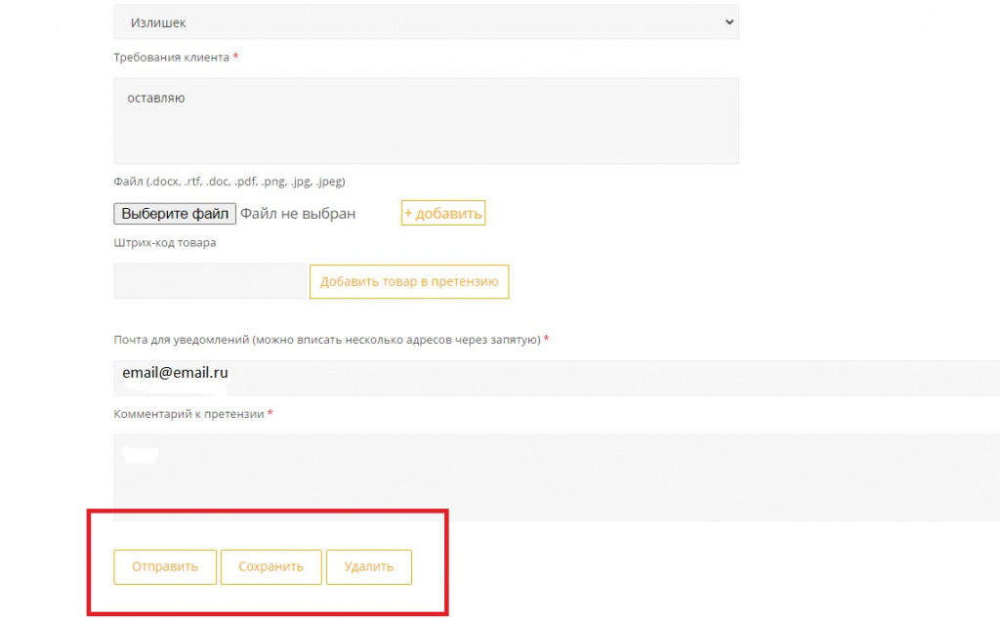 Излишек
Требования клиента *
оставляю
Файл (.docx, .rtf, .doc, .pdf, .png, .jpg, .jpeg)
Выберите файл Файл не выбран + добавить
Штрих-код товара
Добавить товар в претензию
Почта для уведомлений (можно вписать несколько адресов через запятую) *
email@email.ru
Комментарий к претензии *
Отправить Сохранить Удалить